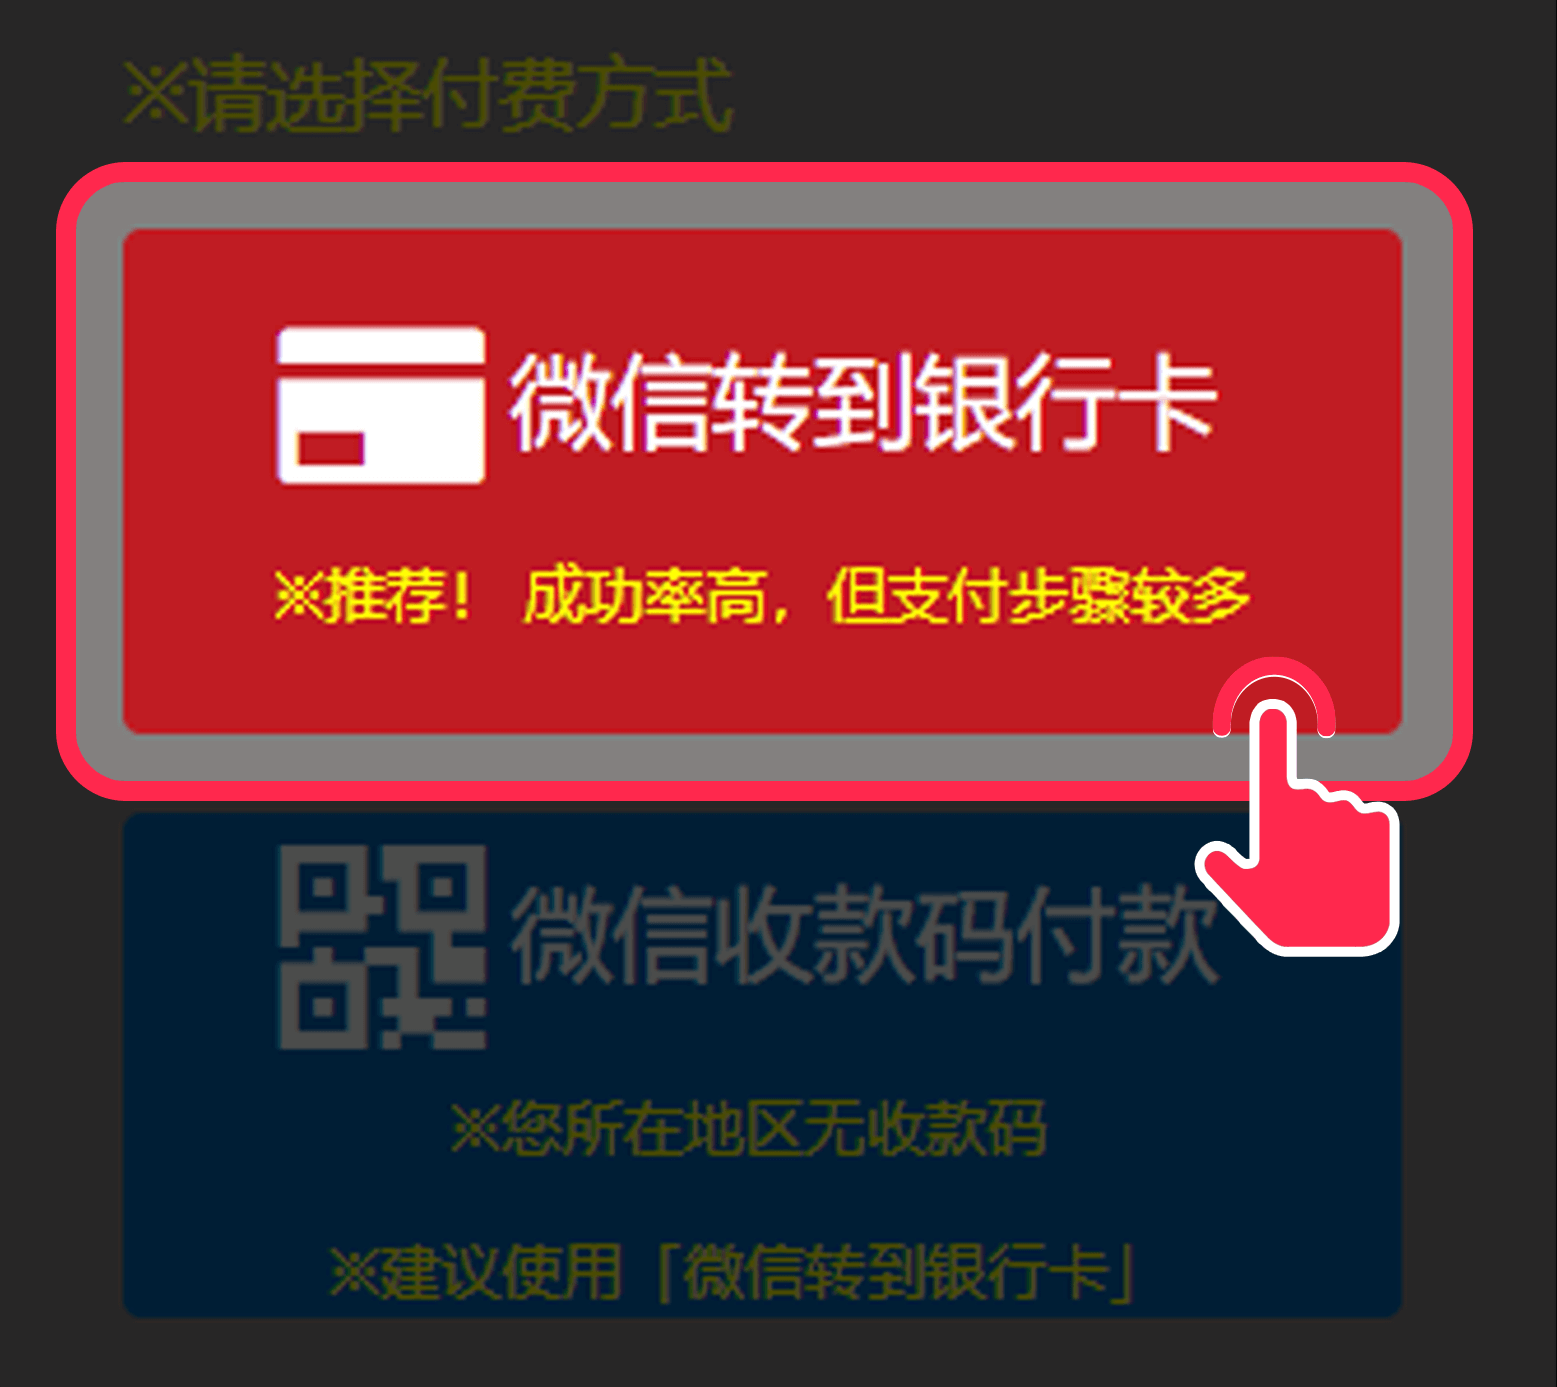 ※请选择付费方式
微信转到银行卡
※推荐! 成功率高，但支付步骤较多
微信收款码付款
※您所在地区无收款码
※建议使用「微信转到银行卡」